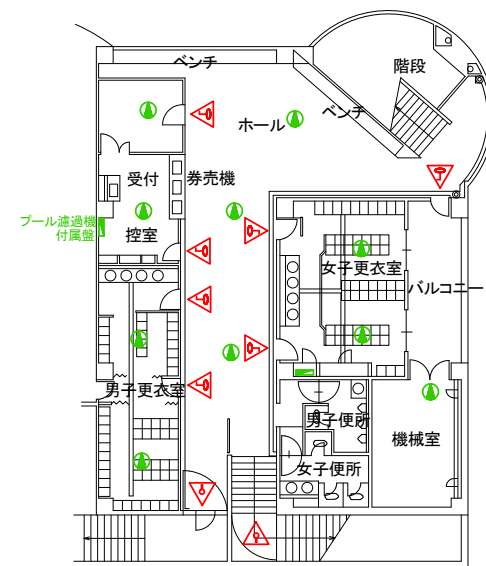 ベンチ
階段
ベンチ
ホール
受付
券売機
プール濾過機
付属盤
控室
女子更衣室
バルコニー
男子更衣室
男子便所
機械室
女子便所